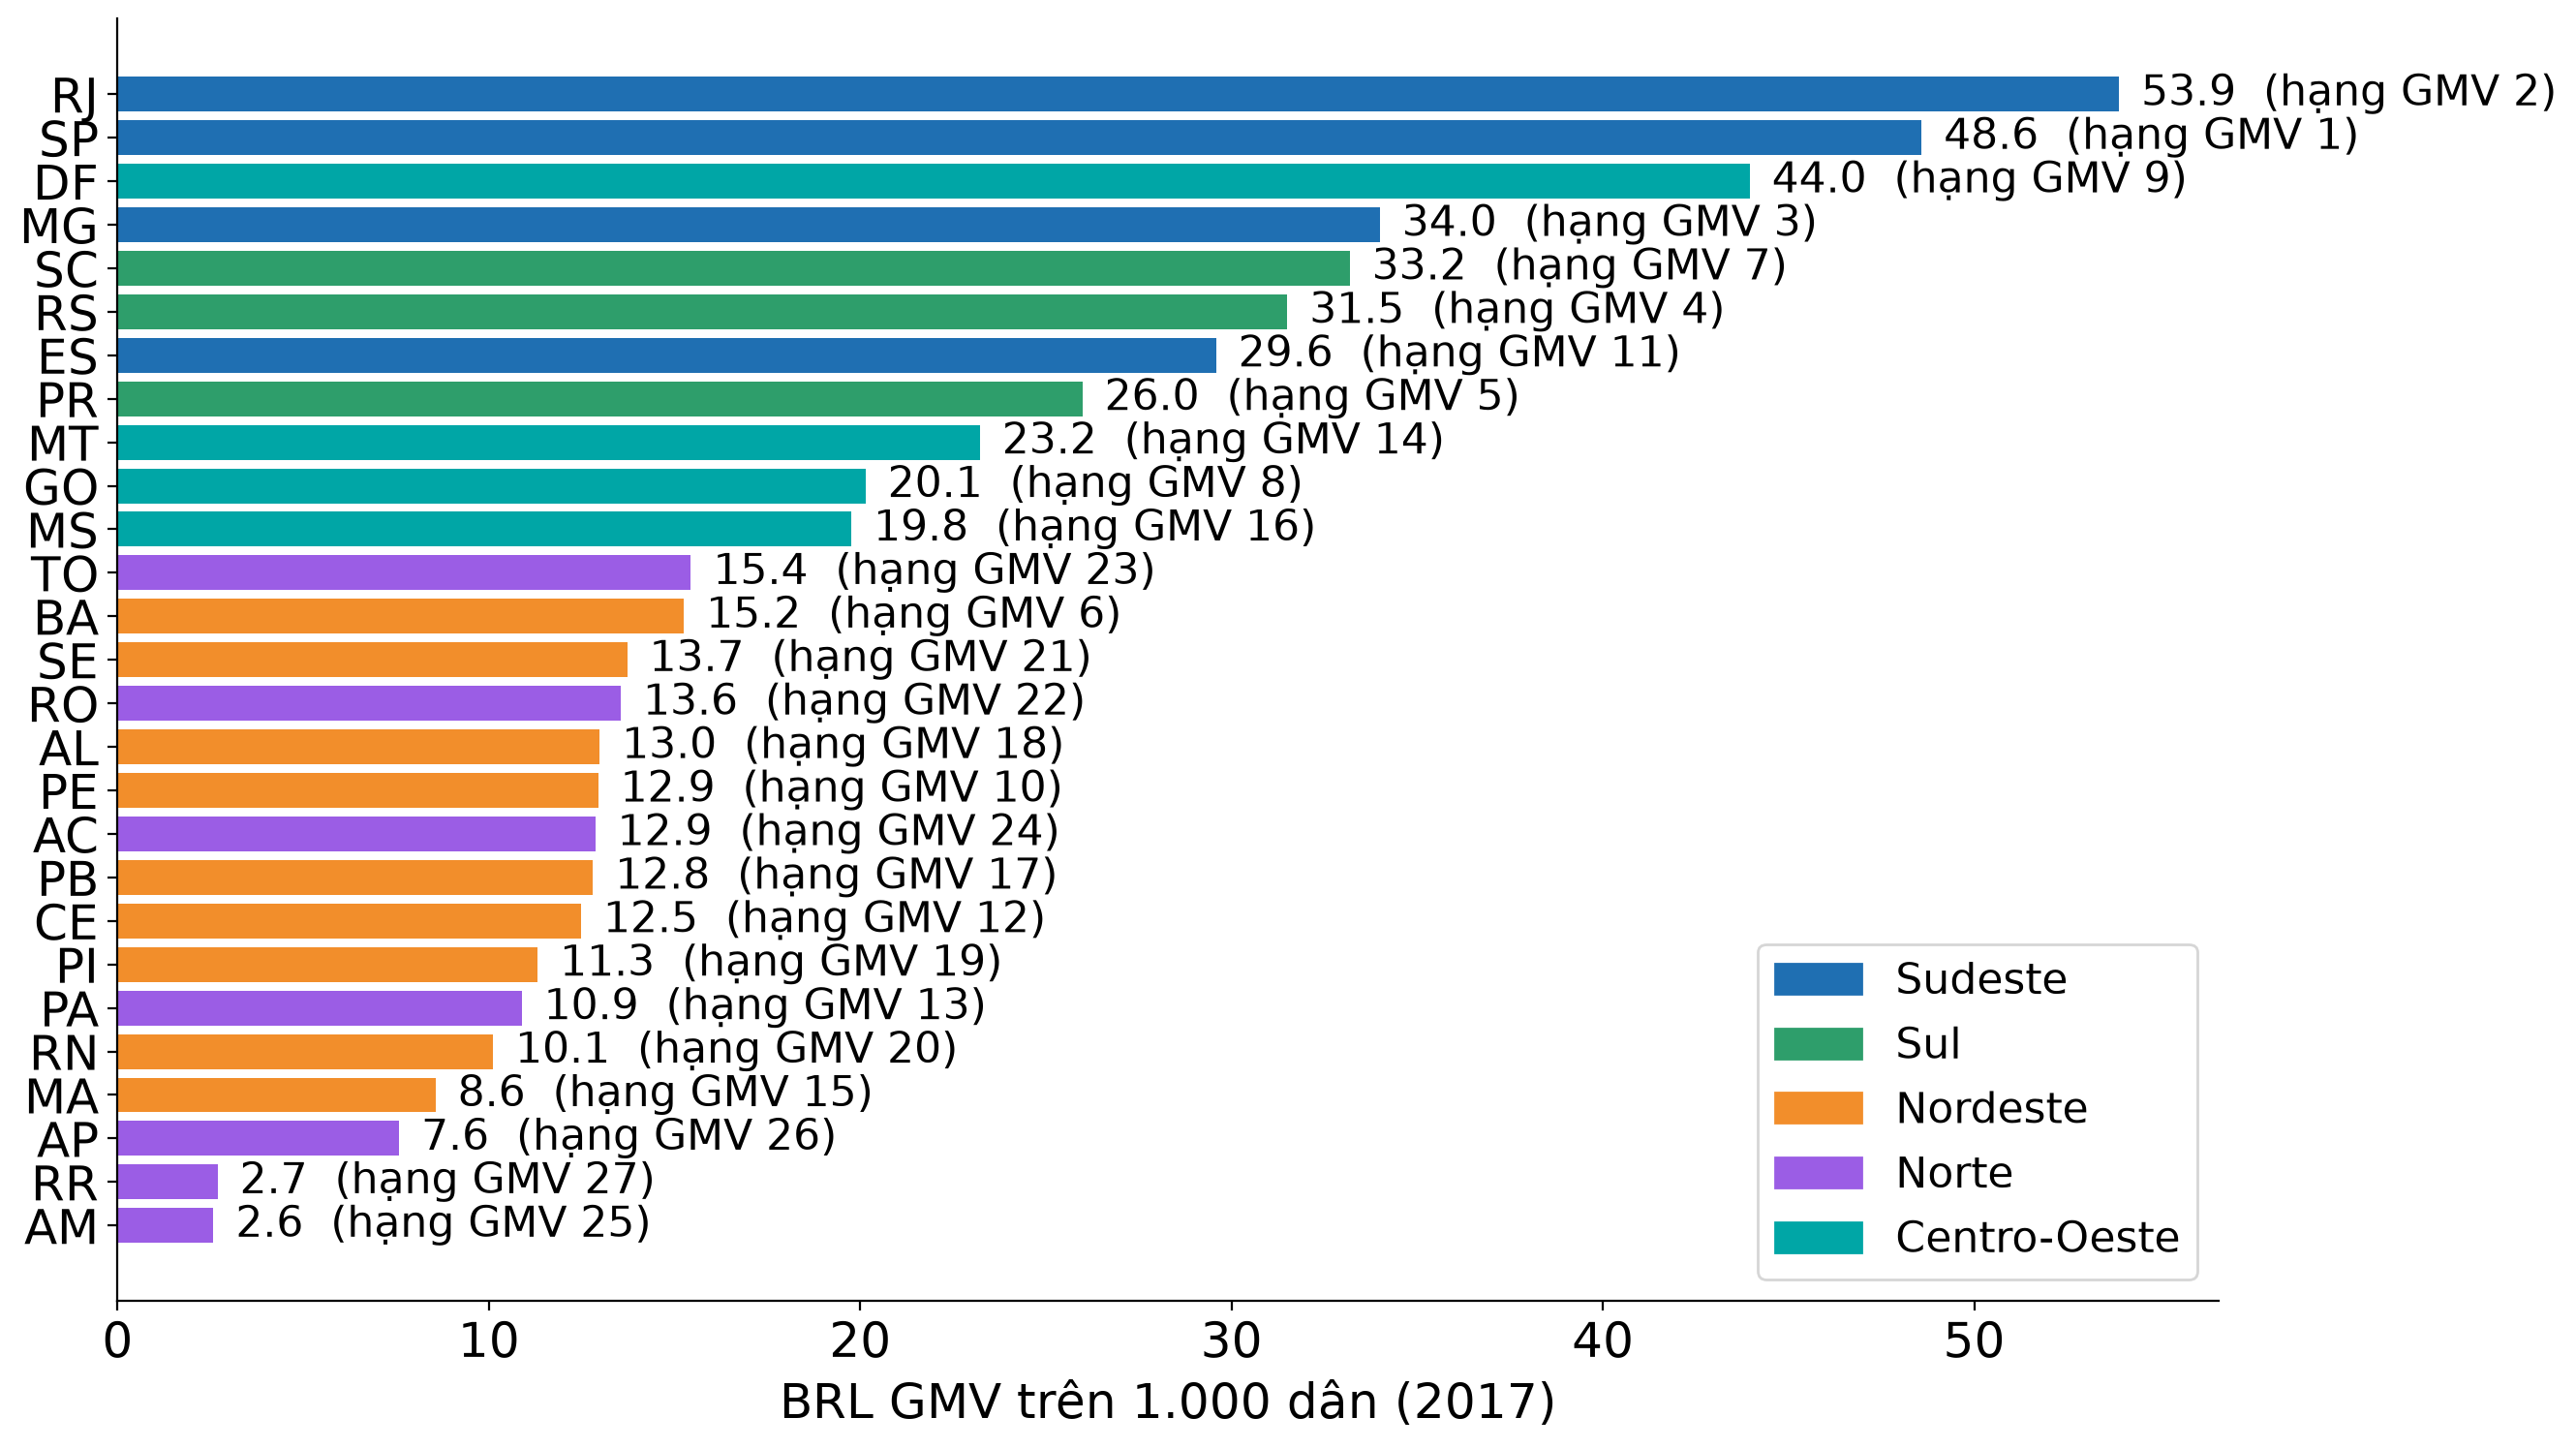 RJ 53.9 (hạng GMV 2)
SP 48.6 (hạng GMV 1)
DF 44.0 (hạng GMV 9)
MG 34.0 (hạng GMV 3)
SC 33.2 (hạng GMV 7)
RS 31.5 (hạng GMV 4)
ES 29.6 (hạng GMV 11)
PR 26.0 (hạng GMV 5)
MT 23.2 (hạng GMV 14)
GO 20.1 (hạng GMV 8)
MS 19.8 (hạng GMV 16)
TO 15.4 (hạng GMV 23)
BA 15.2 (hạng GMV 6)
SE 13.7 (hạng GMV 21)
RO 13.6 (hạng GMV 22)
AL 13.0 (hạng GMV 18)
PE 12.9 (hạng GMV 10)
AC 12.9 (hạng GMV 24)
PB 12.8 (hạng GMV 17)
CE 12.5 (hạng GMV 12)
PI 11.3 (hạng GMV 19)
PA 10.9 (hạng GMV 13)
RN 10.1 (hạng GMV 20)
MA 8.6 (hạng GMV 15)
AP 7.6 (hạng GMV 26)
RR 2.7 (hạng GMV 27)
AM 2.6 (hạng GMV 25)
Sudeste
Sul
Nordeste
Norte
Centro-Oeste
0 10 20 30 40 50
BRL GMV trên 1.000 dân (2017)